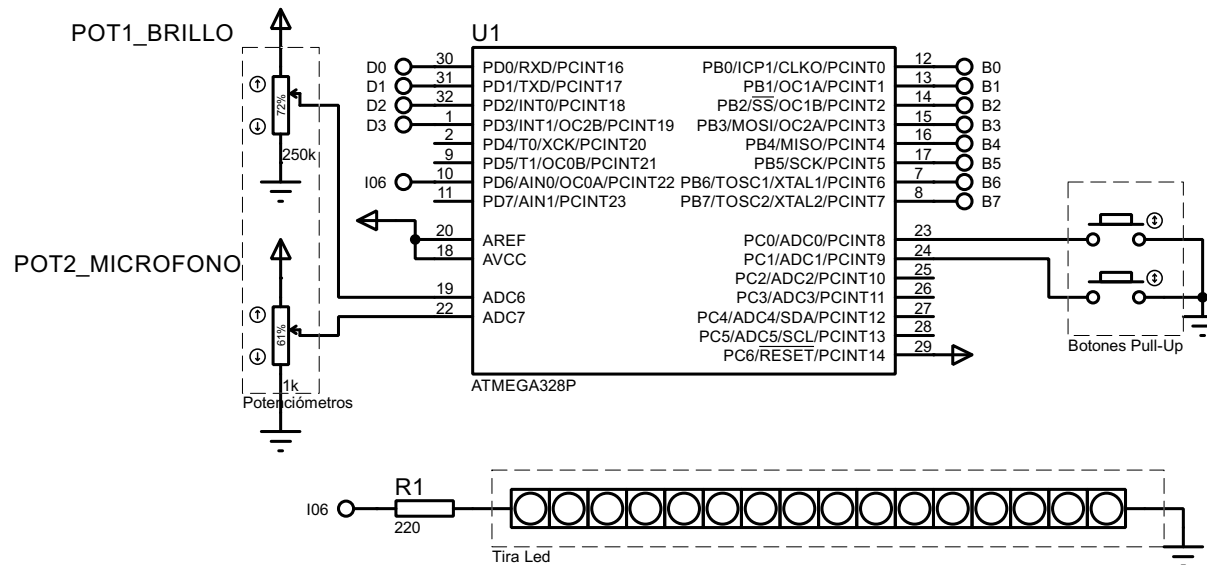 POT1_BRILLO
72%
250k
POT2_MICROFONO
61%
1k
Potenciómetros
U1
D0 30 PD0/RXD/PCINT16
D1 31 PD1/TXD/PCINT17
D2 32 PD2/INT0/PCINT18
D3 1 PD3/INT1/OC2B/PCINT19
2 PD4/T0/XCK/PCINT20
9 PD5/T1/OC0B/PCINT21
I06 10 PD6/AIN0/OC0A/PCINT22
11 PD7/AIN1/PCINT23
20 AREF
18 AVCC
19 ADC6
22 ADC7
PB0/ICP1/CLKO/PCINT0 12 B0
PB1/OC1A/PCINT1 13 B1
PB2/SS/OC1B/PCINT2 14 B2
PB3/MOSI/OC2A/PCINT3 15 B3
PB4/MISO/PCINT4 16 B4
PB5/SCK/PCINT5 17 B5
PB6/TOSC1/XTAL1/PCINT6 7 B6
PB7/TOSC2/XTAL2/PCINT7 8 B7
PC0/ADC0/PCINT8 23
PC1/ADC1/PCINT9 24
PC2/ADC2/PCINT10 25
PC3/ADC3/PCINT11 26
PC4/ADC4/SDA/PCINT12 27
PC5/ADC5/SCL/PCINT13 28
PC6/RESET/PCINT14 29
ATMEGA328P
Botones Pull-Up
I06
R1
220
Tira Led